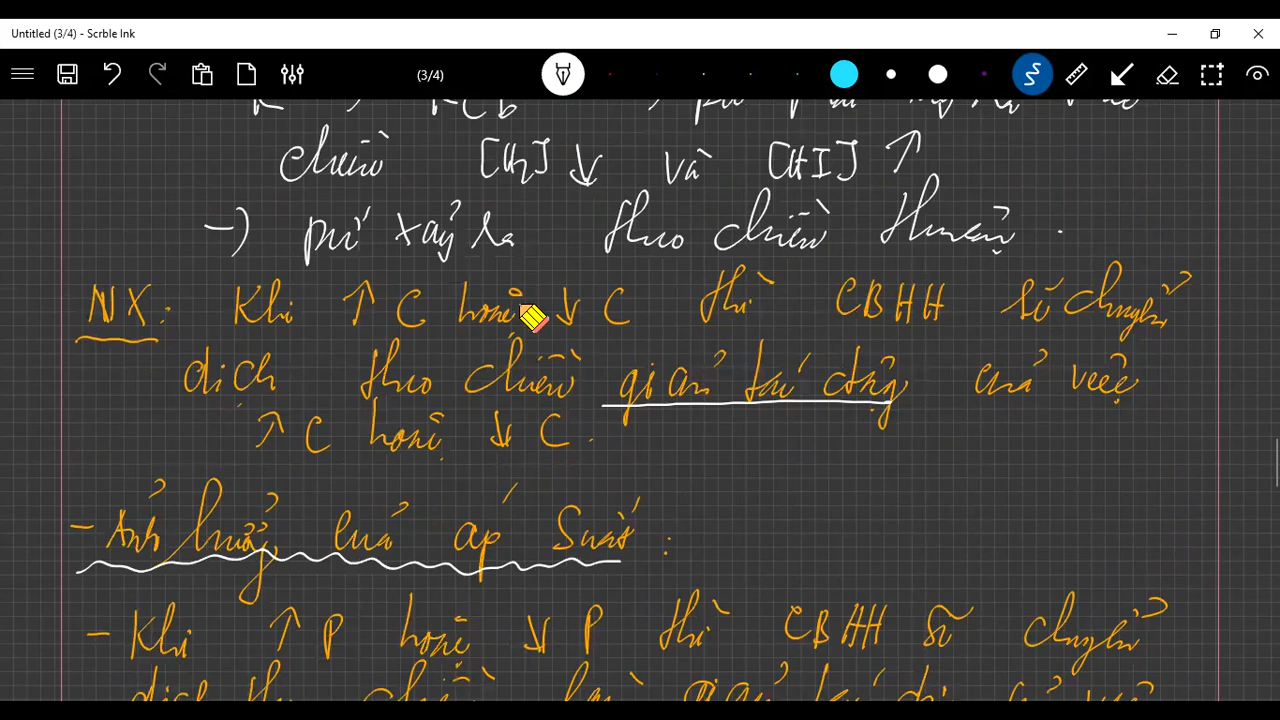 Untitled (3/4) - Scrble Ink
(3/4)
chiều [H2] ↓ và [HI] ↑
→ pứ xảy ra theo chiều thuận.
NX: Khi ↑ C hoặc ↓ C thì CBHH sẽ chuyển
dịch theo chiều giảm tác động của việc
↑ C hoặc ↓ C.
- Ảnh hưởng của áp suất:
- Khi ↑ P hoặc ↓ P thì CBHH sẽ chuyển